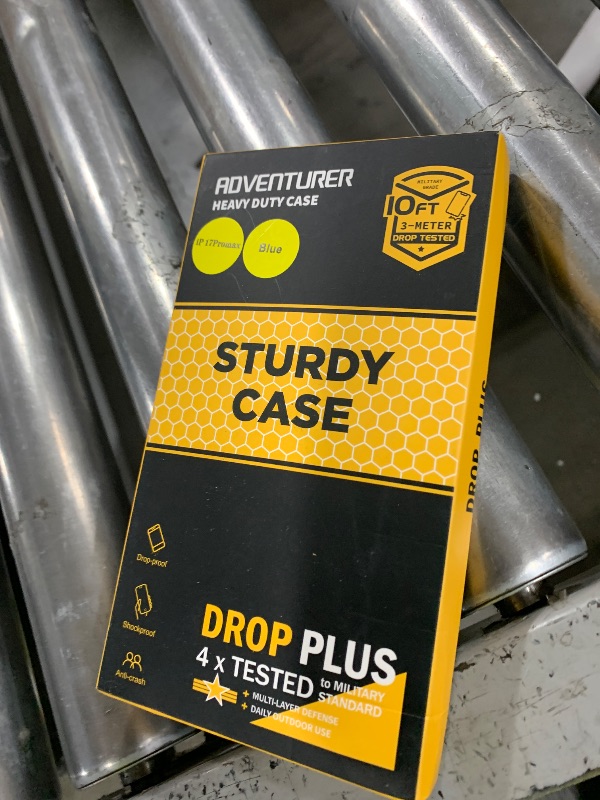 ADVENTURER
HEAVY DUTY CASE
IP 17Promax
Blue
MILITARY
GRADE
10FT
3-METER
DROP TESTED
STURDY
CASE
DROP PLUS
Drop-proof
Shockproof
Anti-crash
DROP PLUS
4 x TESTED to MILITARY
STANDARD
+ MULTI-LAYER DEFENSE
+ DAILY OUTDOOR USE